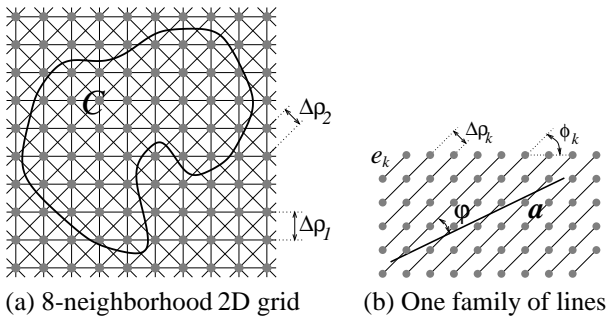 C
Δρ2
Δρ1
(a) 8-neighborhood 2D grid
Δρk
ϕk
ek
φ
a
(b) One family of lines